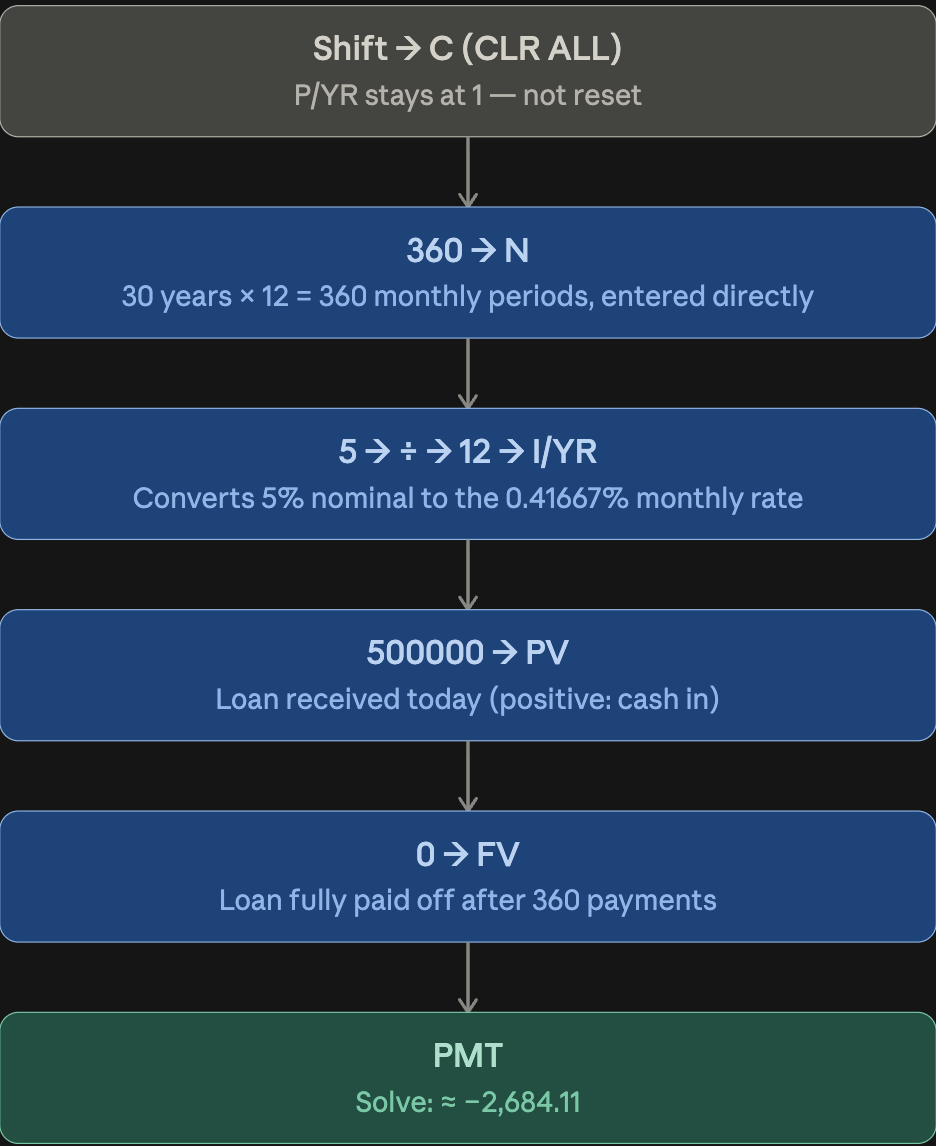 Shift → C (CLR ALL)
P/YR stays at 1 — not reset
360 → N
30 years × 12 = 360 monthly periods, entered directly
5 → ÷ → 12 → I/YR
Converts 5% nominal to the 0.41667% monthly rate
500000 → PV
Loan received today (positive: cash in)
0 → FV
Loan fully paid off after 360 payments
PMT
Solve: ≈ −2,684.11